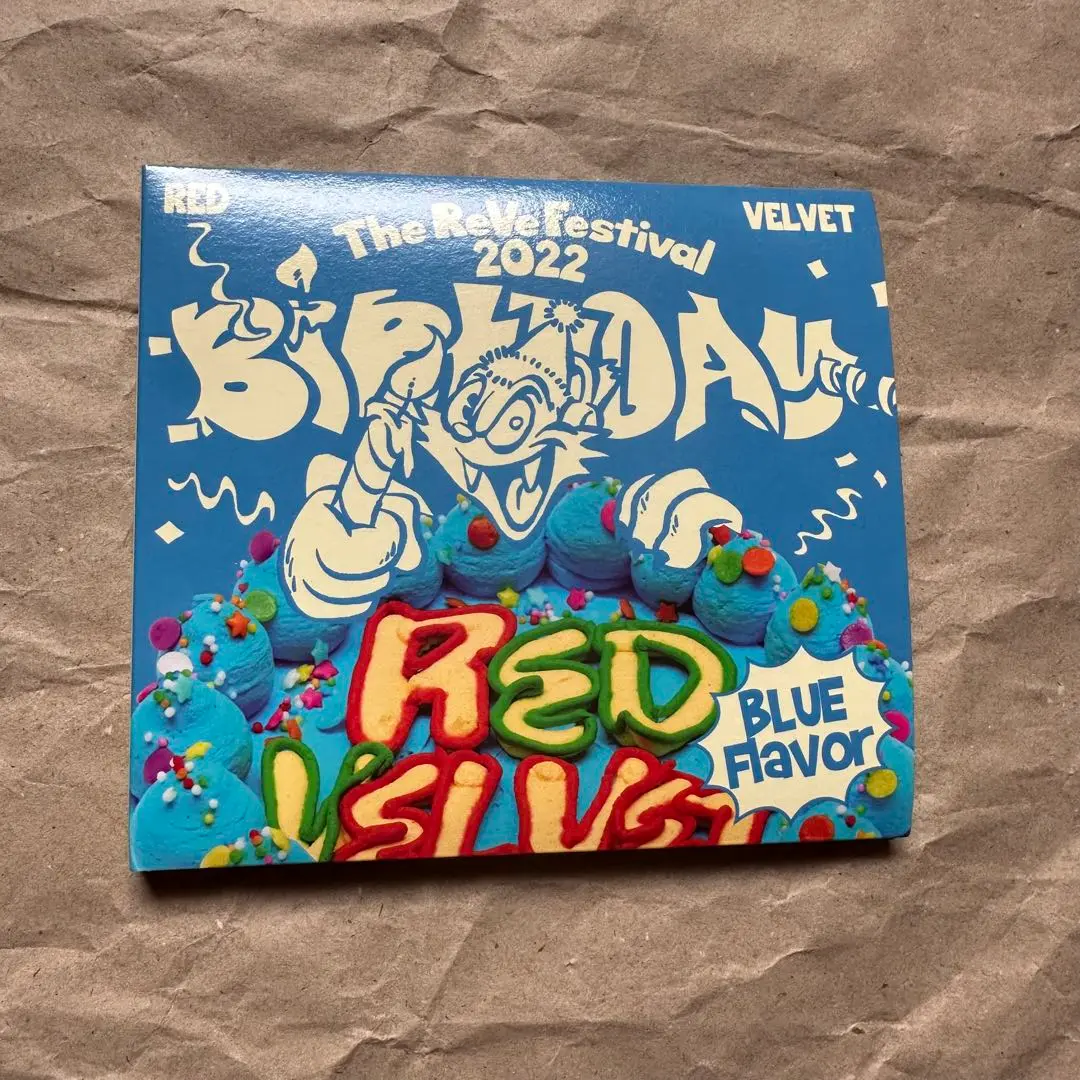 RED
VELVET
The ReVe Festival
2022
BiRTHDAY
RED
VELVET
BLUE
Flavor